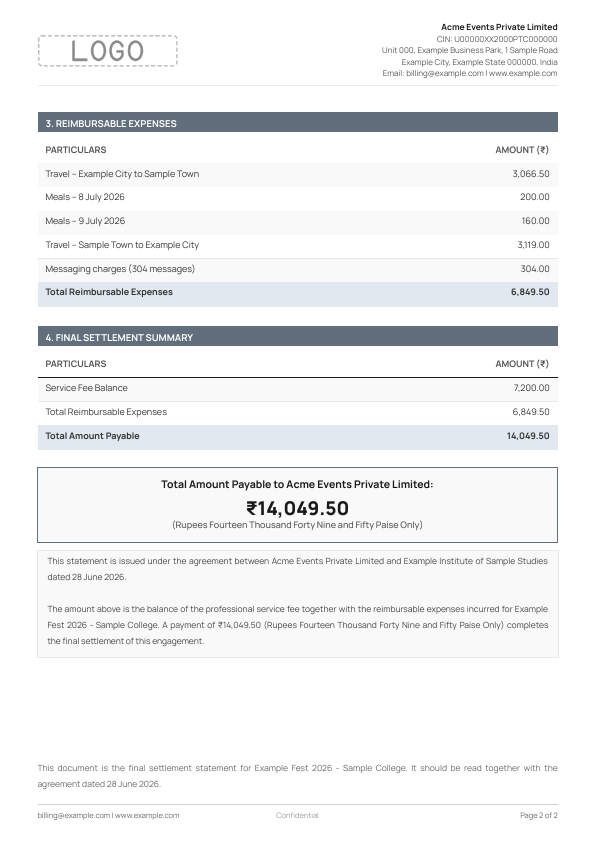 LOGO
Acme Events Private Limited
CIN: U00000XX2000PTC000000
Unit 000, Example Business Park, 1 Sample Road
Example City, Example State 000000, India
Email: billing@example.com | www.example.com
3. REIMBURSABLE EXPENSES
PARTICULARS AMOUNT (₹)
Travel – Example City to Sample Town 3,066.50
Meals – 8 July 2026 200.00
Meals – 9 July 2026 160.00
Travel – Sample Town to Example City 3,119.00
Messaging charges (304 messages) 304.00
Total Reimbursable Expenses 6,849.50
4. FINAL SETTLEMENT SUMMARY
PARTICULARS AMOUNT (₹)
Service Fee Balance 7,200.00
Total Reimbursable Expenses 6,849.50
Total Amount Payable 14,049.50
Total Amount Payable to Acme Events Private Limited:
₹14,049.50
(Rupees Fourteen Thousand Forty Nine and Fifty Paise Only)
This statement is issued under the agreement between Acme Events Private Limited and Example Institute of Sample Studies
dated 28 June 2026.
The amount above is the balance of the professional service fee together with the reimbursable expenses incurred for Example
Fest 2026 - Sample College. A payment of ₹14,049.50 (Rupees Fourteen Thousand Forty Nine and Fifty Paise Only) completes
the final settlement of this engagement.
This document is the final settlement statement for Example Fest 2026 - Sample College. It should be read together with the
agreement dated 28 June 2026.
billing@example.com | www.example.com Confidential Page 2 of 2